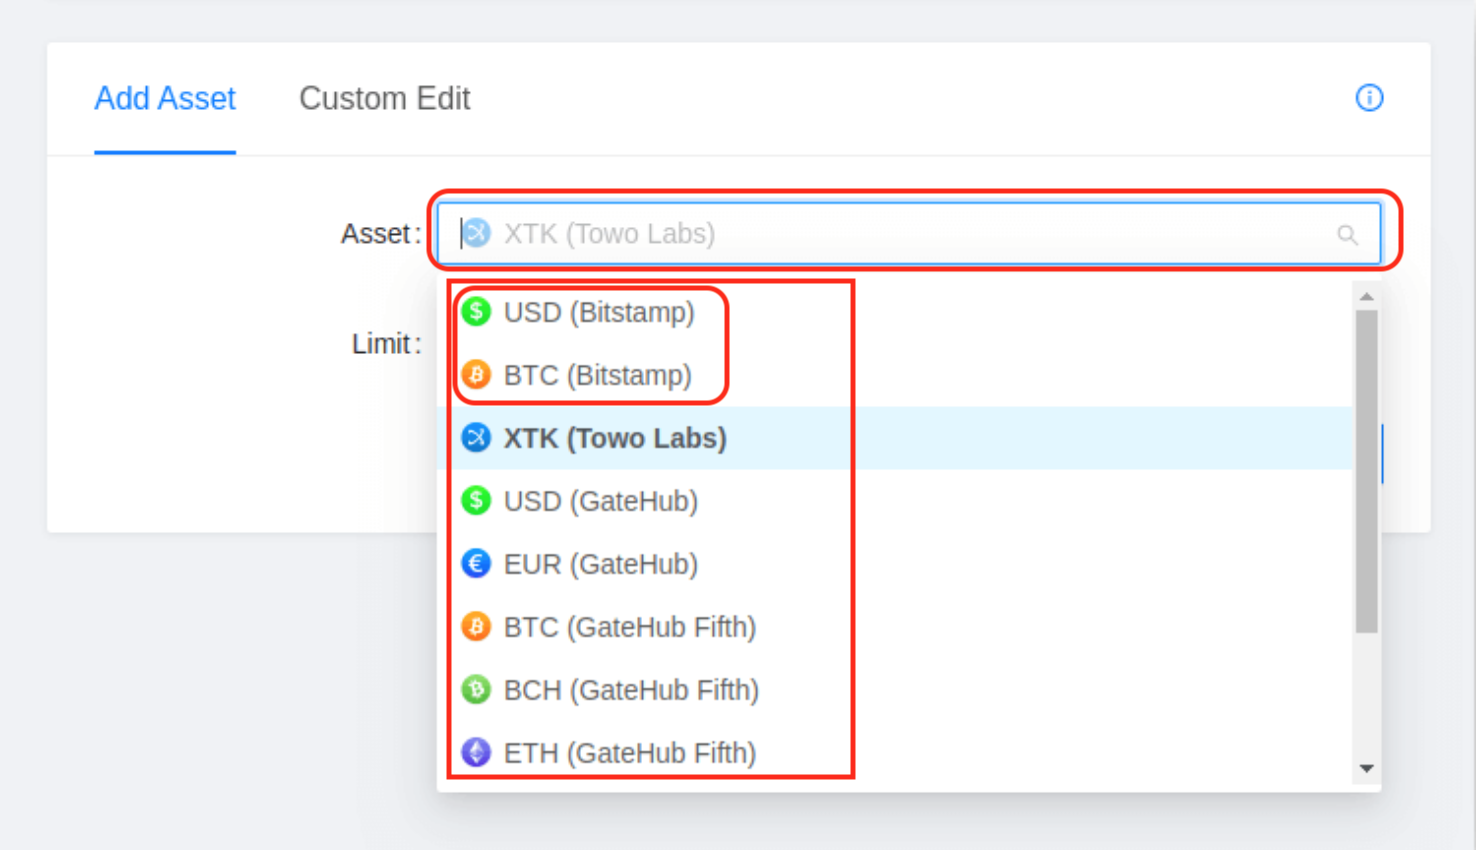 Add Asset Custom Edit
Asset: XTK (Towo Labs)
Limit:
USD (Bitstamp)
BTC (Bitstamp)
XTK (Towo Labs)
USD (GateHub)
EUR (GateHub)
BTC (GateHub Fifth)
BCH (GateHub Fifth)
ETH (GateHub Fifth)